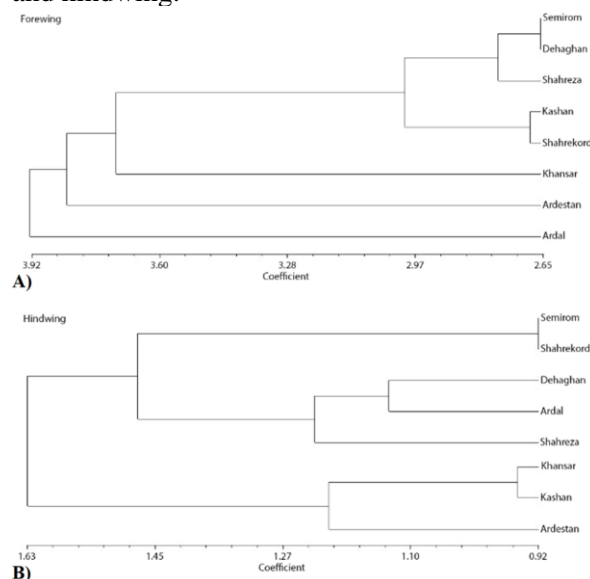 and hindwing.
Forewing
Semirom
Dehaghan
Shahreza
Kashan
Shahrekord
Khansar
Ardestan
Ardal
3.92 3.60 3.28 2.97 2.65
Coefficient
A)
Hindwing
Semirom
Shahrekord
Dehaghan
Ardal
Shahreza
Khansar
Kashan
Ardestan
1.63 1.45 1.27 1.10 0.92
Coefficient
B)